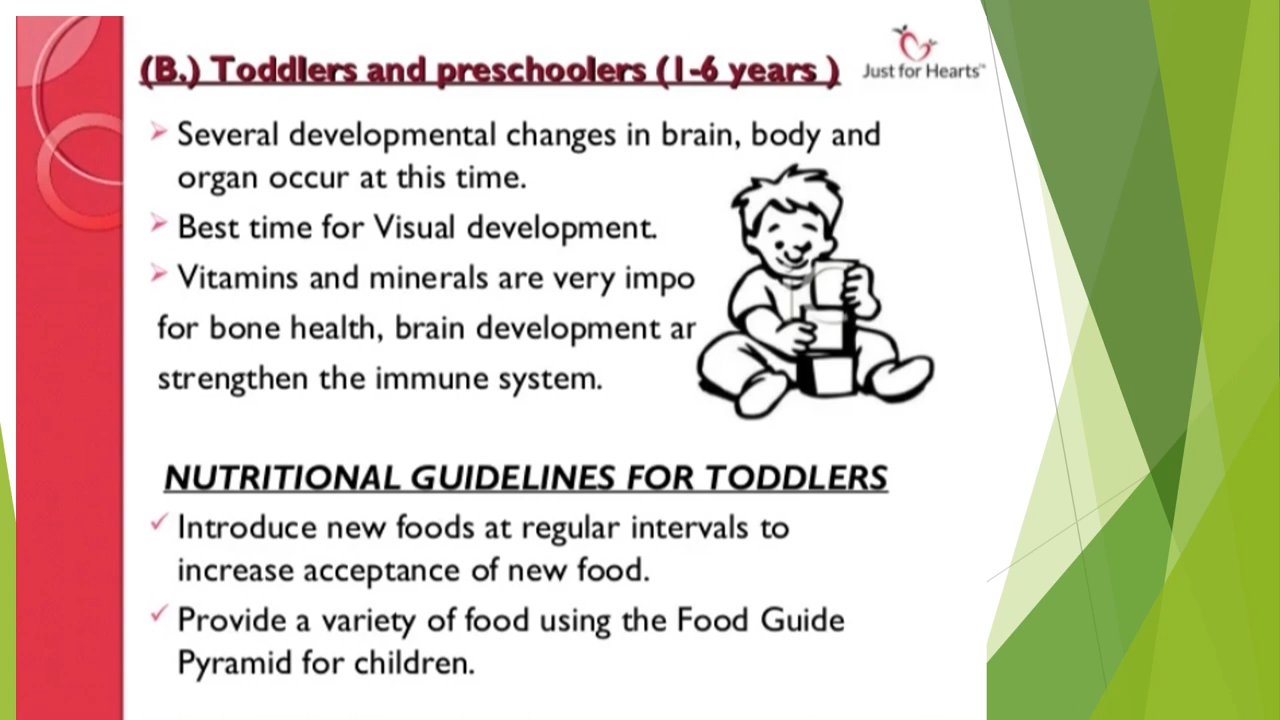 (B.) Toddlers and preschoolers (1-6 years )
Just for Hearts™
Several developmental changes in brain, body and
organ occur at this time.
Best time for Visual development.
Vitamins and minerals are very impo
for bone health, brain development ar
strengthen the immune system.
NUTRITIONAL GUIDELINES FOR TODDLERS
Introduce new foods at regular intervals to
increase acceptance of new food.
Provide a variety of food using the Food Guide
Pyramid for children.